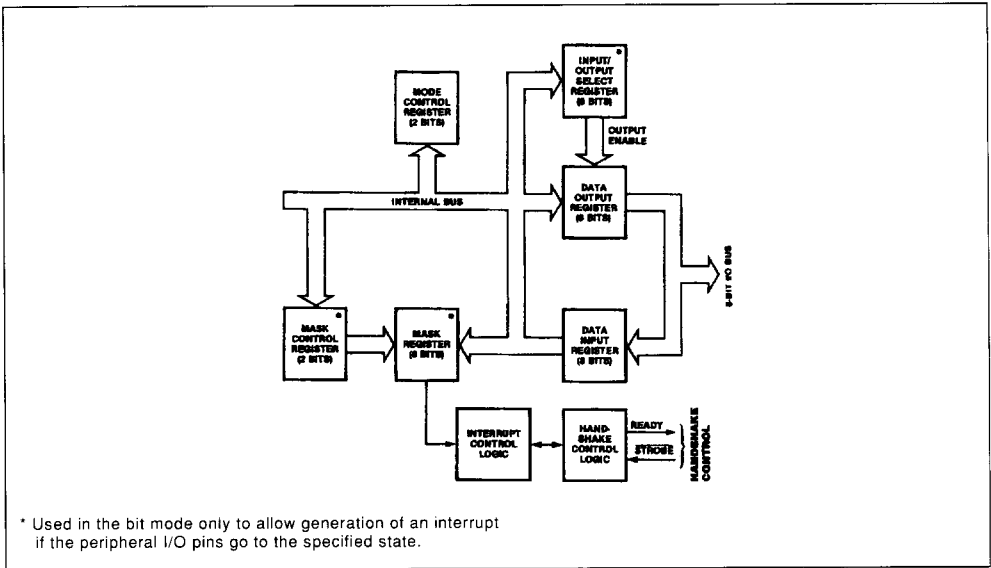 MODE
CONTROL
REGISTER
(2 BITS)
*
INPUT/
OUTPUT
SELECT
REGISTER
(8 BITS)
OUTPUT
ENABLE
INTERNAL BUS
DATA
OUTPUT
REGISTER
(8 BITS)
8-BIT I/O BUS
*
MASK
CONTROL
REGISTER
(2 BITS)
*
MASK
REGISTER
(8 BITS)
DATA
INPUT
REGISTER
(8 BITS)
INTERRUPT
CONTROL
LOGIC
HAND-
SHAKE
CONTROL
LOGIC
READY
STROBE
HANDSHAKE
CONTROL
* Used in the bit mode only to allow generation of an interrupt
if the peripheral I/O pins go to the specified state.